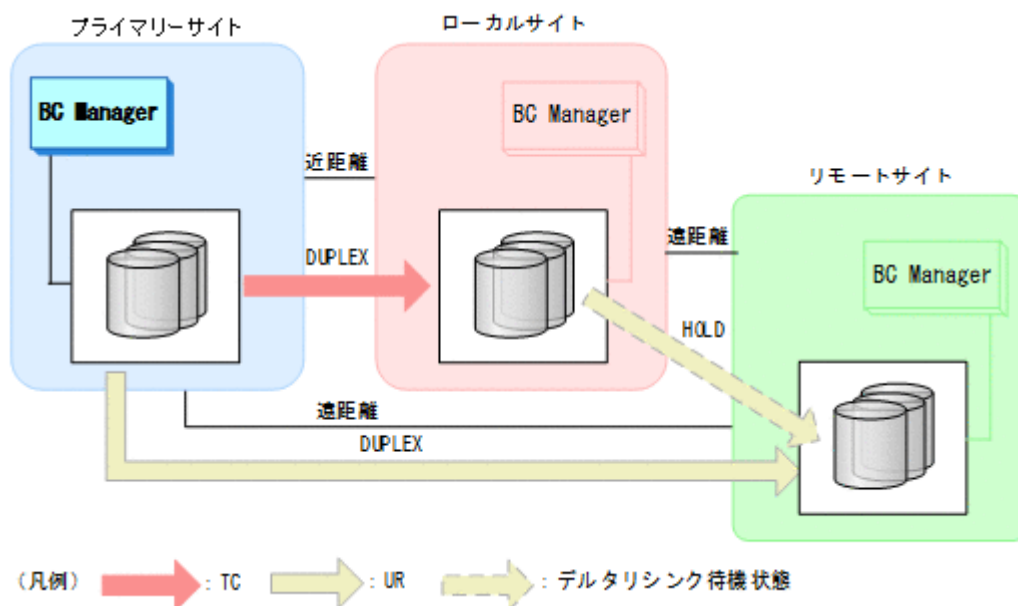 プライマリーサイト
ローカルサイト
BC Manager
BC Manager
近距離
リモートサイト
遠距離
DUPLEX
BC Manager
HOLD
遠距離
DUPLEX
(凡例) : TC : UR : デルタリシンク待機状態